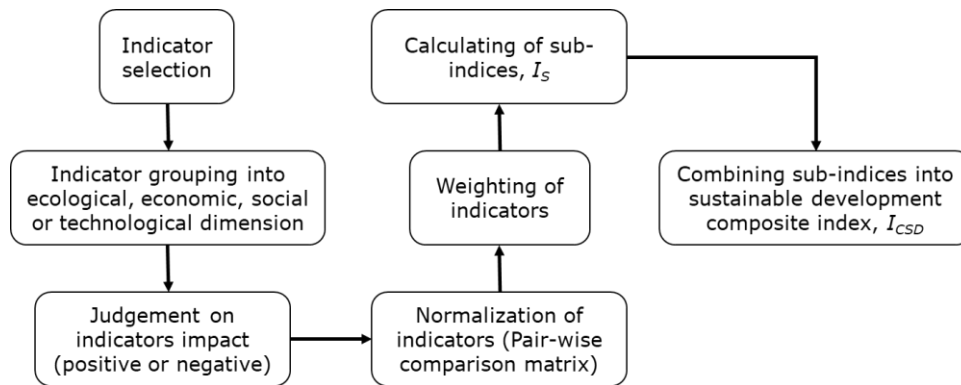 Indicator
selection
Indicator grouping into
ecological, economic, social
or technological dimension
Judgement on
indicators impact
(positive or negative)
Normalization of
indicators (Pair-wise
comparison matrix)
Weighting of
indicators
Calculating of sub-
indices, I_S
Combining sub-indices into
sustainable development
composite index, I_CSD